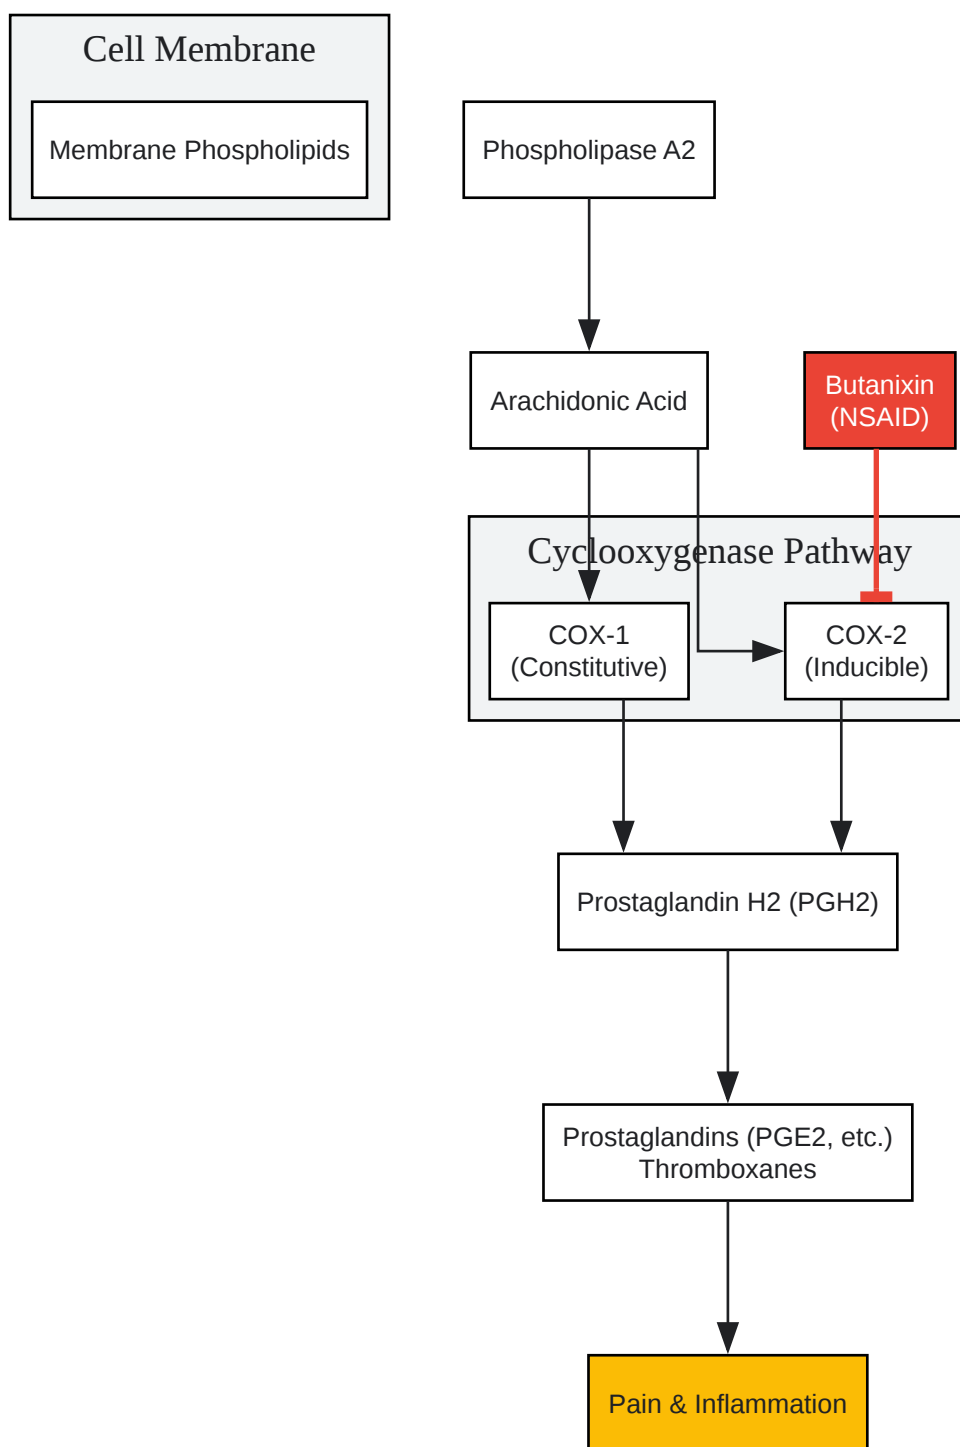 Cell Membrane
Membrane Phospholipids
Phospholipase A2
Arachidonic Acid
Butanixin
(NSAID)
Cyclooxygenase Pathway
COX-1
(Constitutive)
COX-2
(Inducible)
Prostaglandin H2 (PGH2)
Prostaglandins (PGE2, etc.)
Thromboxanes
Pain & Inflammation